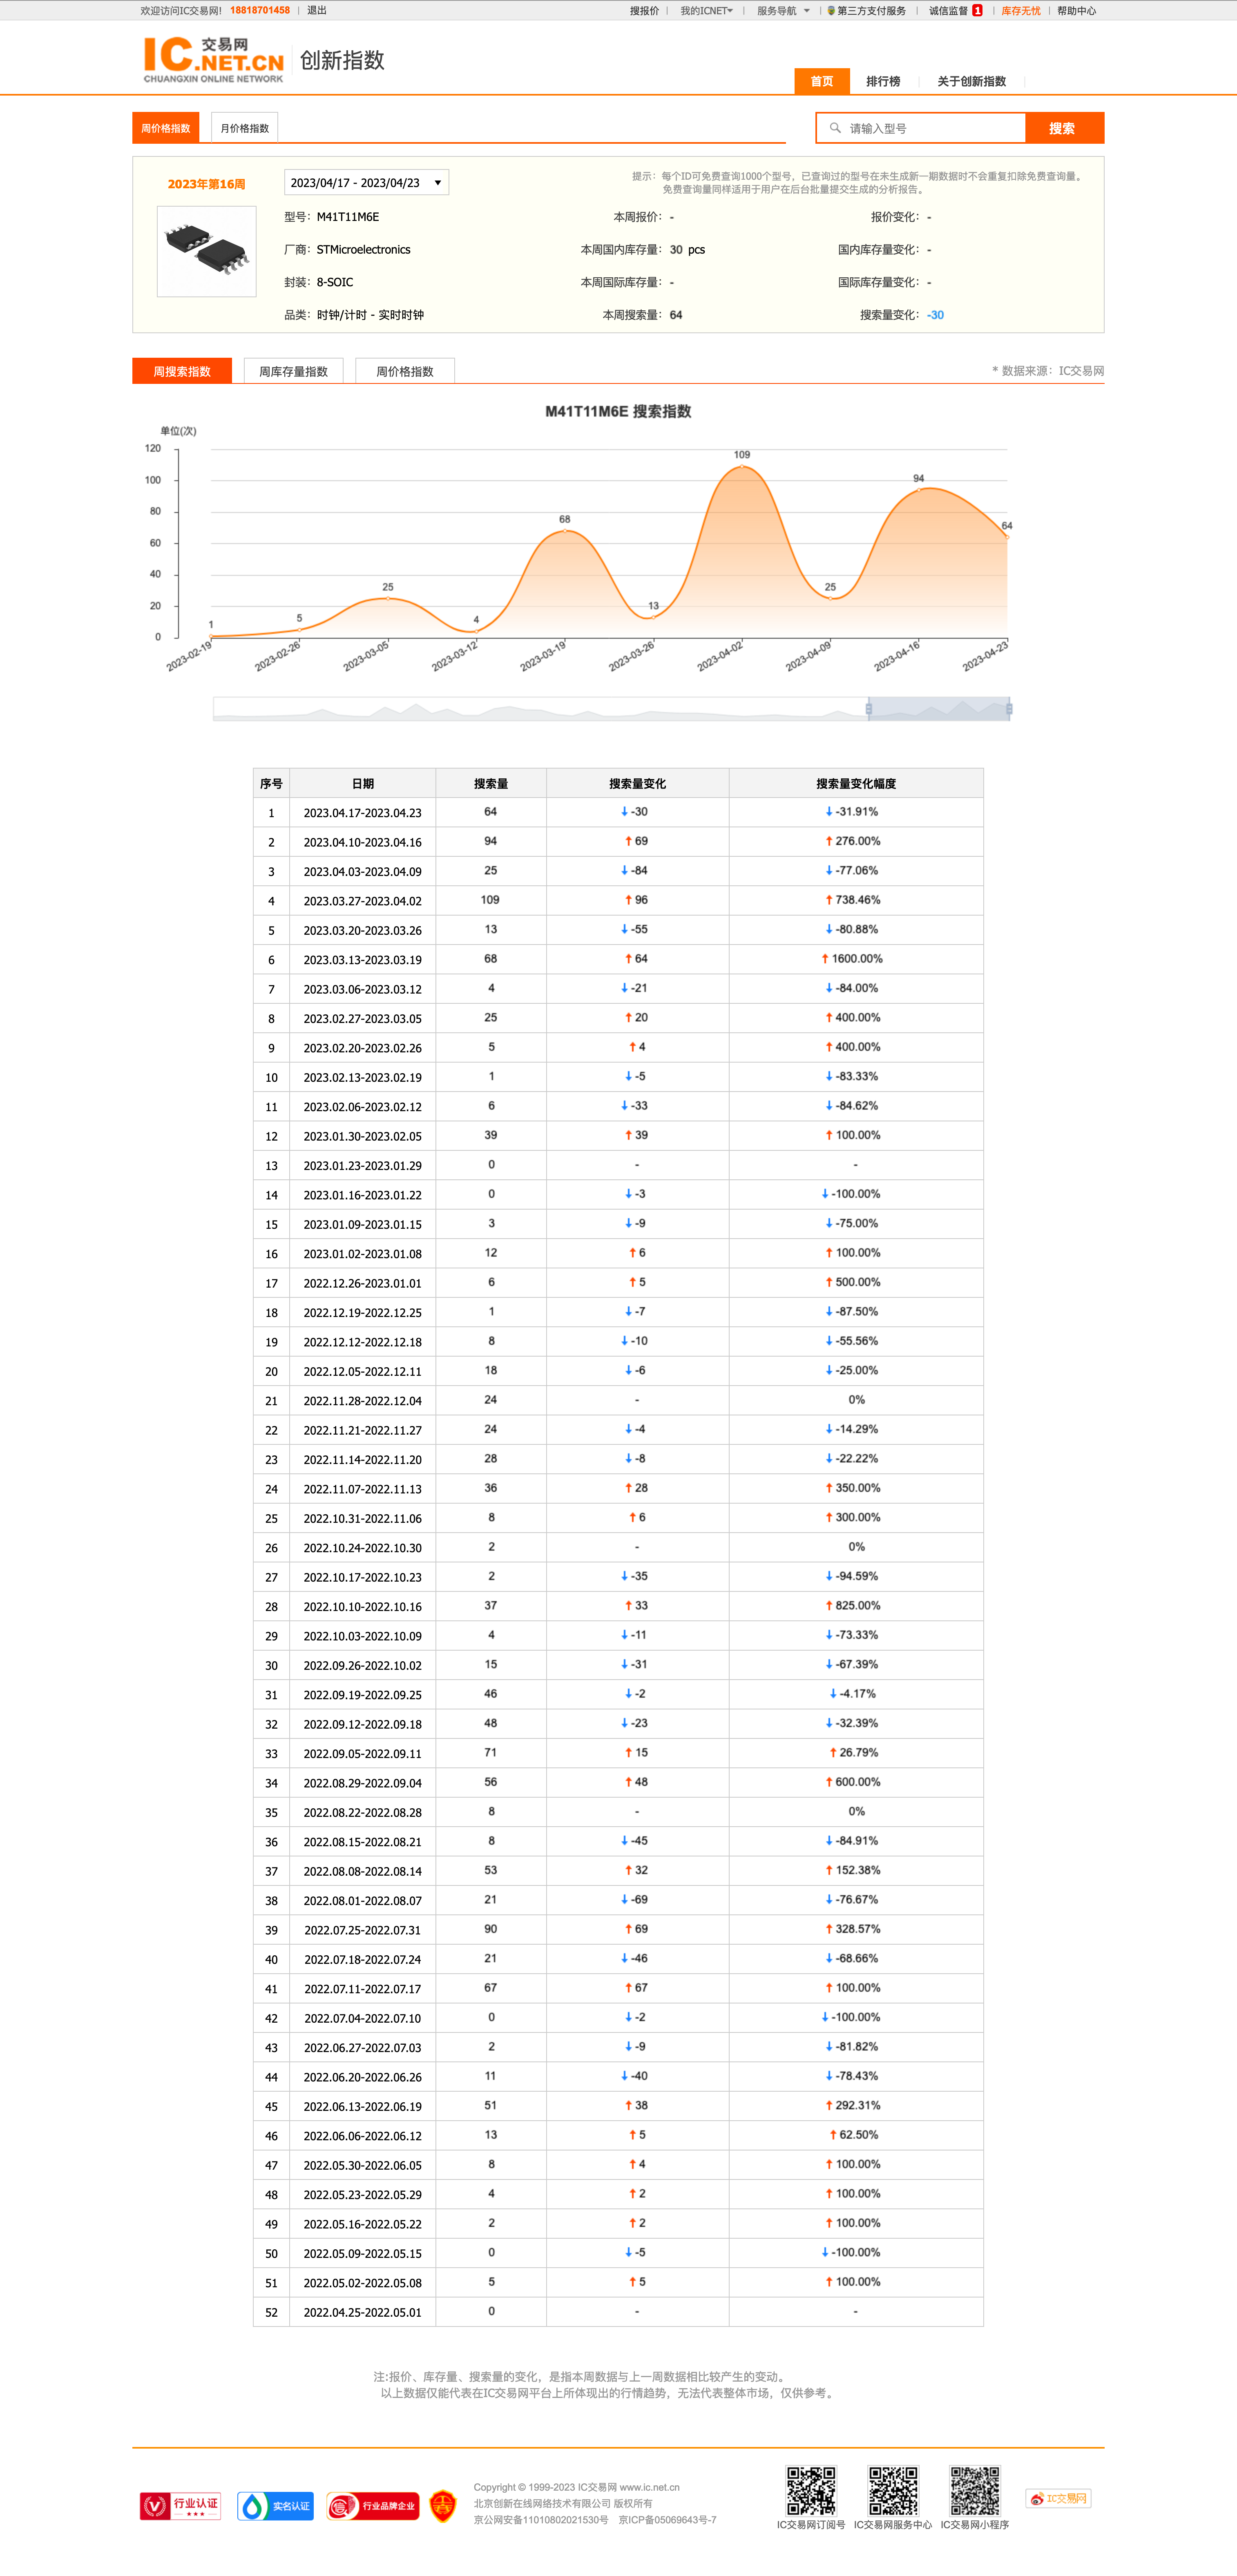 欢迎访问IC交易网! 18818701458 | 退出 搜报价 | 我的ICNET | 服务导航 | 第三方支付服务 | 诚信监督 1 | 库存无忧 | 帮助中心
IC 交易网
.NET.CN
CHUANGXIN ONLINE NETWORK
创新指数
首页 排行榜 关于创新指数
周价格指数 月价格指数 请输入型号 搜索
2023年第16周 2023/04/17 - 2023/04/23
提示：每个ID可免费查询1000个型号，已查询过的型号在未生成新一期数据时不会重复扣除免费查询量。
免费查询量同样适用于用户在后台批量提交生成的分析报告。
型号：M41T11M6E 本周报价：- 报价变化：-
厂商：STMicroelectronics 本周国内库存量：30 pcs 国内库存量变化：-
封装：8-SOIC 本周国际库存量：- 国际库存量变化：-
品类：时钟/计时 - 实时时钟 本周搜索量：64 搜索量变化：-30
周搜索指数 周库存量指数 周价格指数 * 数据来源：IC交易网
M41T11M6E 搜索指数
单位(次)
120
100
80
60
40
20
0
1 5 25 4 68 13 109 25 94 64
2023-02-19 2023-02-26 2023-03-05 2023-03-12 2023-03-19 2023-03-26 2023-04-02 2023-04-09 2023-04-16 2023-04-23
序号 日期 搜索量 搜索量变化 搜索量变化幅度
1 2023.04.17-2023.04.23 64 ↓ -30 ↓ -31.91%
2 2023.04.10-2023.04.16 94 ↑ 69 ↑ 276.00%
3 2023.04.03-2023.04.09 25 ↓ -84 ↓ -77.06%
4 2023.03.27-2023.04.02 109 ↑ 96 ↑ 738.46%
5 2023.03.20-2023.03.26 13 ↓ -55 ↓ -80.88%
6 2023.03.13-2023.03.19 68 ↑ 64 ↑ 1600.00%
7 2023.03.06-2023.03.12 4 ↓ -21 ↓ -84.00%
8 2023.02.27-2023.03.05 25 ↑ 20 ↑ 400.00%
9 2023.02.20-2023.02.26 5 ↑ 4 ↑ 400.00%
10 2023.02.13-2023.02.19 1 ↓ -5 ↓ -83.33%
11 2023.02.06-2023.02.12 6 ↓ -33 ↓ -84.62%
12 2023.01.30-2023.02.05 39 ↑ 39 ↑ 100.00%
13 2023.01.23-2023.01.29 0 - -
14 2023.01.16-2023.01.22 0 ↓ -3 ↓ -100.00%
15 2023.01.09-2023.01.15 3 ↓ -9 ↓ -75.00%
16 2023.01.02-2023.01.08 12 ↑ 6 ↑ 100.00%
17 2022.12.26-2023.01.01 6 ↑ 5 ↑ 500.00%
18 2022.12.19-2022.12.25 1 ↓ -7 ↓ -87.50%
19 2022.12.12-2022.12.18 8 ↓ -10 ↓ -55.56%
20 2022.12.05-2022.12.11 18 ↓ -6 ↓ -25.00%
21 2022.11.28-2022.12.04 24 - 0%
22 2022.11.21-2022.11.27 24 ↓ -4 ↓ -14.29%
23 2022.11.14-2022.11.20 28 ↓ -8 ↓ -22.22%
24 2022.11.07-2022.11.13 36 ↑ 28 ↑ 350.00%
25 2022.10.31-2022.11.06 8 ↑ 6 ↑ 300.00%
26 2022.10.24-2022.10.30 2 - 0%
27 2022.10.17-2022.10.23 2 ↓ -35 ↓ -94.59%
28 2022.10.10-2022.10.16 37 ↑ 33 ↑ 825.00%
29 2022.10.03-2022.10.09 4 ↓ -11 ↓ -73.33%
30 2022.09.26-2022.10.02 15 ↓ -31 ↓ -67.39%
31 2022.09.19-2022.09.25 46 ↓ -2 ↓ -4.17%
32 2022.09.12-2022.09.18 48 ↓ -23 ↓ -32.39%
33 2022.09.05-2022.09.11 71 ↑ 15 ↑ 26.79%
34 2022.08.29-2022.09.04 56 ↑ 48 ↑ 600.00%
35 2022.08.22-2022.08.28 8 - 0%
36 2022.08.15-2022.08.21 8 ↓ -45 ↓ -84.91%
37 2022.08.08-2022.08.14 53 ↑ 32 ↑ 152.38%
38 2022.08.01-2022.08.07 21 ↓ -69 ↓ -76.67%
39 2022.07.25-2022.07.31 90 ↑ 69 ↑ 328.57%
40 2022.07.18-2022.07.24 21 ↓ -46 ↓ -68.66%
41 2022.07.11-2022.07.17 67 ↑ 67 ↑ 100.00%
42 2022.07.04-2022.07.10 0 ↓ -2 ↓ -100.00%
43 2022.06.27-2022.07.03 2 ↓ -9 ↓ -81.82%
44 2022.06.20-2022.06.26 11 ↓ -40 ↓ -78.43%
45 2022.06.13-2022.06.19 51 ↑ 38 ↑ 292.31%
46 2022.06.06-2022.06.12 13 ↑ 5 ↑ 62.50%
47 2022.05.30-2022.06.05 8 ↑ 4 ↑ 100.00%
48 2022.05.23-2022.05.29 4 ↑ 2 ↑ 100.00%
49 2022.05.16-2022.05.22 2 ↑ 2 ↑ 100.00%
50 2022.05.09-2022.05.15 0 ↓ -5 ↓ -100.00%
51 2022.05.02-2022.05.08 5 ↑ 5 ↑ 100.00%
52 2022.04.25-2022.05.01 0 - -
注:报价、库存量、搜索量的变化，是指本周数据与上一周数据相比较产生的变动。
以上数据仅能代表在IC交易网平台上所体现出的行情趋势，无法代表整体市场，仅供参考。
行业认证 实名认证 行业品牌企业
Copyright © 1999-2023 IC交易网 www.ic.net.cn
北京创新在线网络技术有限公司 版权所有
京公网安备11010802021530号 京ICP备05069643号-7
IC交易网订阅号 IC交易网服务中心 IC交易网小程序
IC交易网